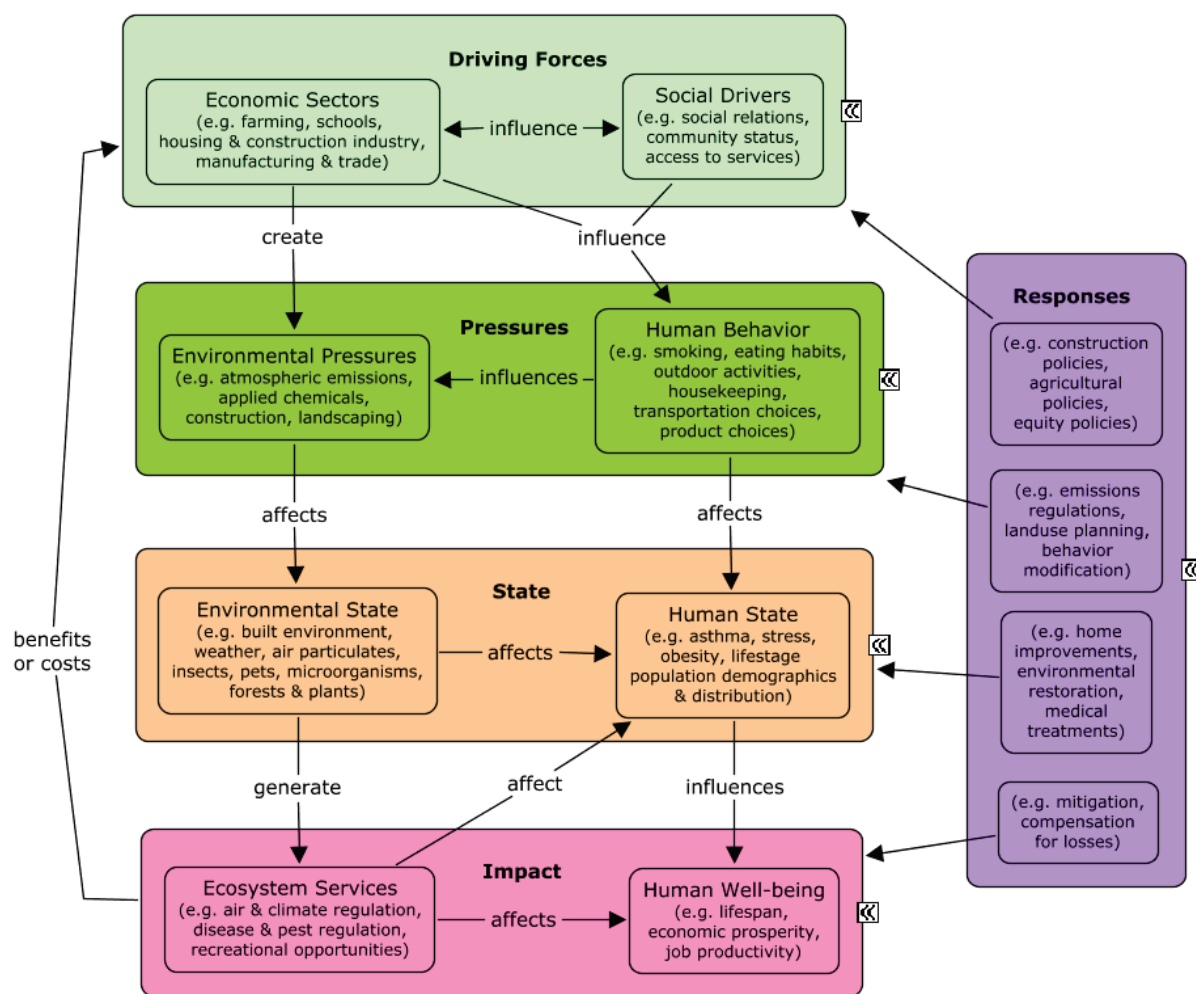 Driving Forces
Economic Sectors
(e.g. farming, schools,
housing & construction industry,
manufacturing & trade)
influence
Social Drivers
(e.g. social relations,
community status,
access to services)
create
influence
Pressures
Environmental Pressures
(e.g. atmospheric emissions,
applied chemicals,
construction, landscaping)
influences
Human Behavior
(e.g. smoking, eating habits,
outdoor activities,
housekeeping,
transportation choices,
product choices)
affects
affects
State
Environmental State
(e.g. built environment,
weather, air particulates,
insects, pets, microorganisms,
forests & plants)
affects
Human State
(e.g. asthma, stress,
obesity, lifestage
population demographics
& distribution)
generate
affect
influences
Impact
Ecosystem Services
(e.g. air & climate regulation,
disease & pest regulation,
recreational opportunities)
affects
Human Well-being
(e.g. lifespan,
economic prosperity,
job productivity)
benefits
or costs
Responses
(e.g. construction
policies,
agricultural
policies,
equity policies)
(e.g. emissions
regulations,
landuse planning,
behavior
modification)
(e.g. home
improvements,
environmental
restoration,
medical
treatments)
(e.g. mitigation,
compensation
for losses)